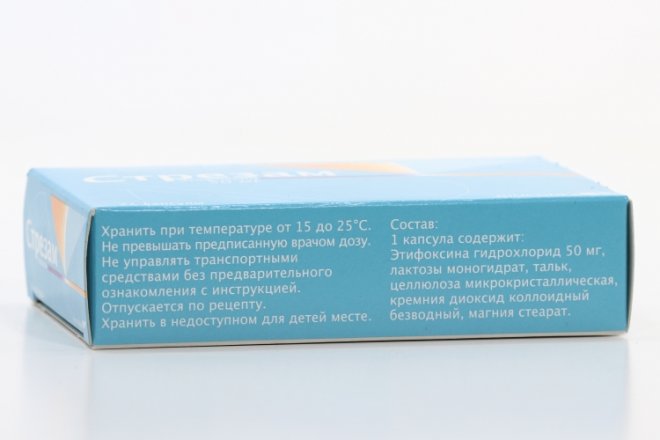 Стрезам
Стрезам
Хранить при температуре от 15 до 25°С.
Не превышать предписанную врачом дозу.
Не управлять транспортными
средствами без предварительного
ознакомления с инструкцией.
Отпускается по рецепту.
Хранить в недоступном для детей месте.
Состав:
1 капсула содержит:
Этифоксина гидрохлорид 50 мг,
лактозы моногидрат, тальк,
целлюлоза микрокристаллическая,
кремния диоксид коллоидный
безводный, магния стеарат.